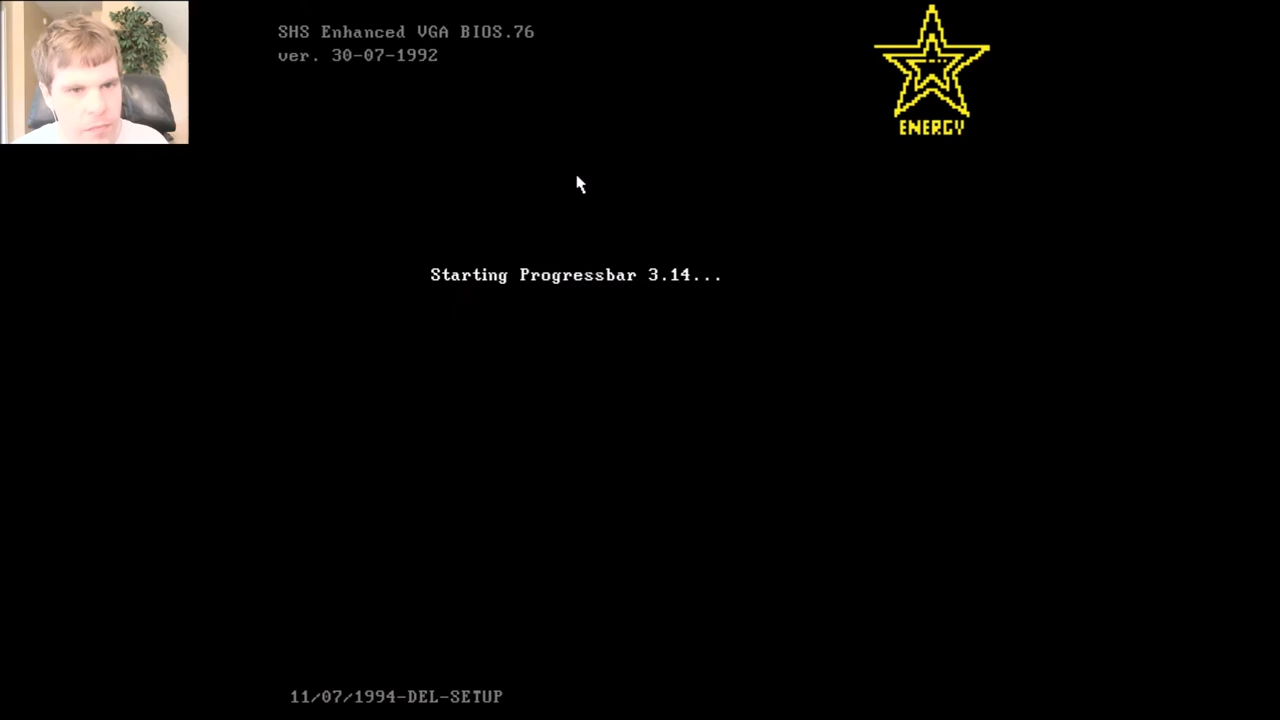 SHS Enhanced VGA BIOS.76
ver. 30-07-1992
ENERGY
Starting Progressbar 3.14...
11/07/1994-DEL-SETUP